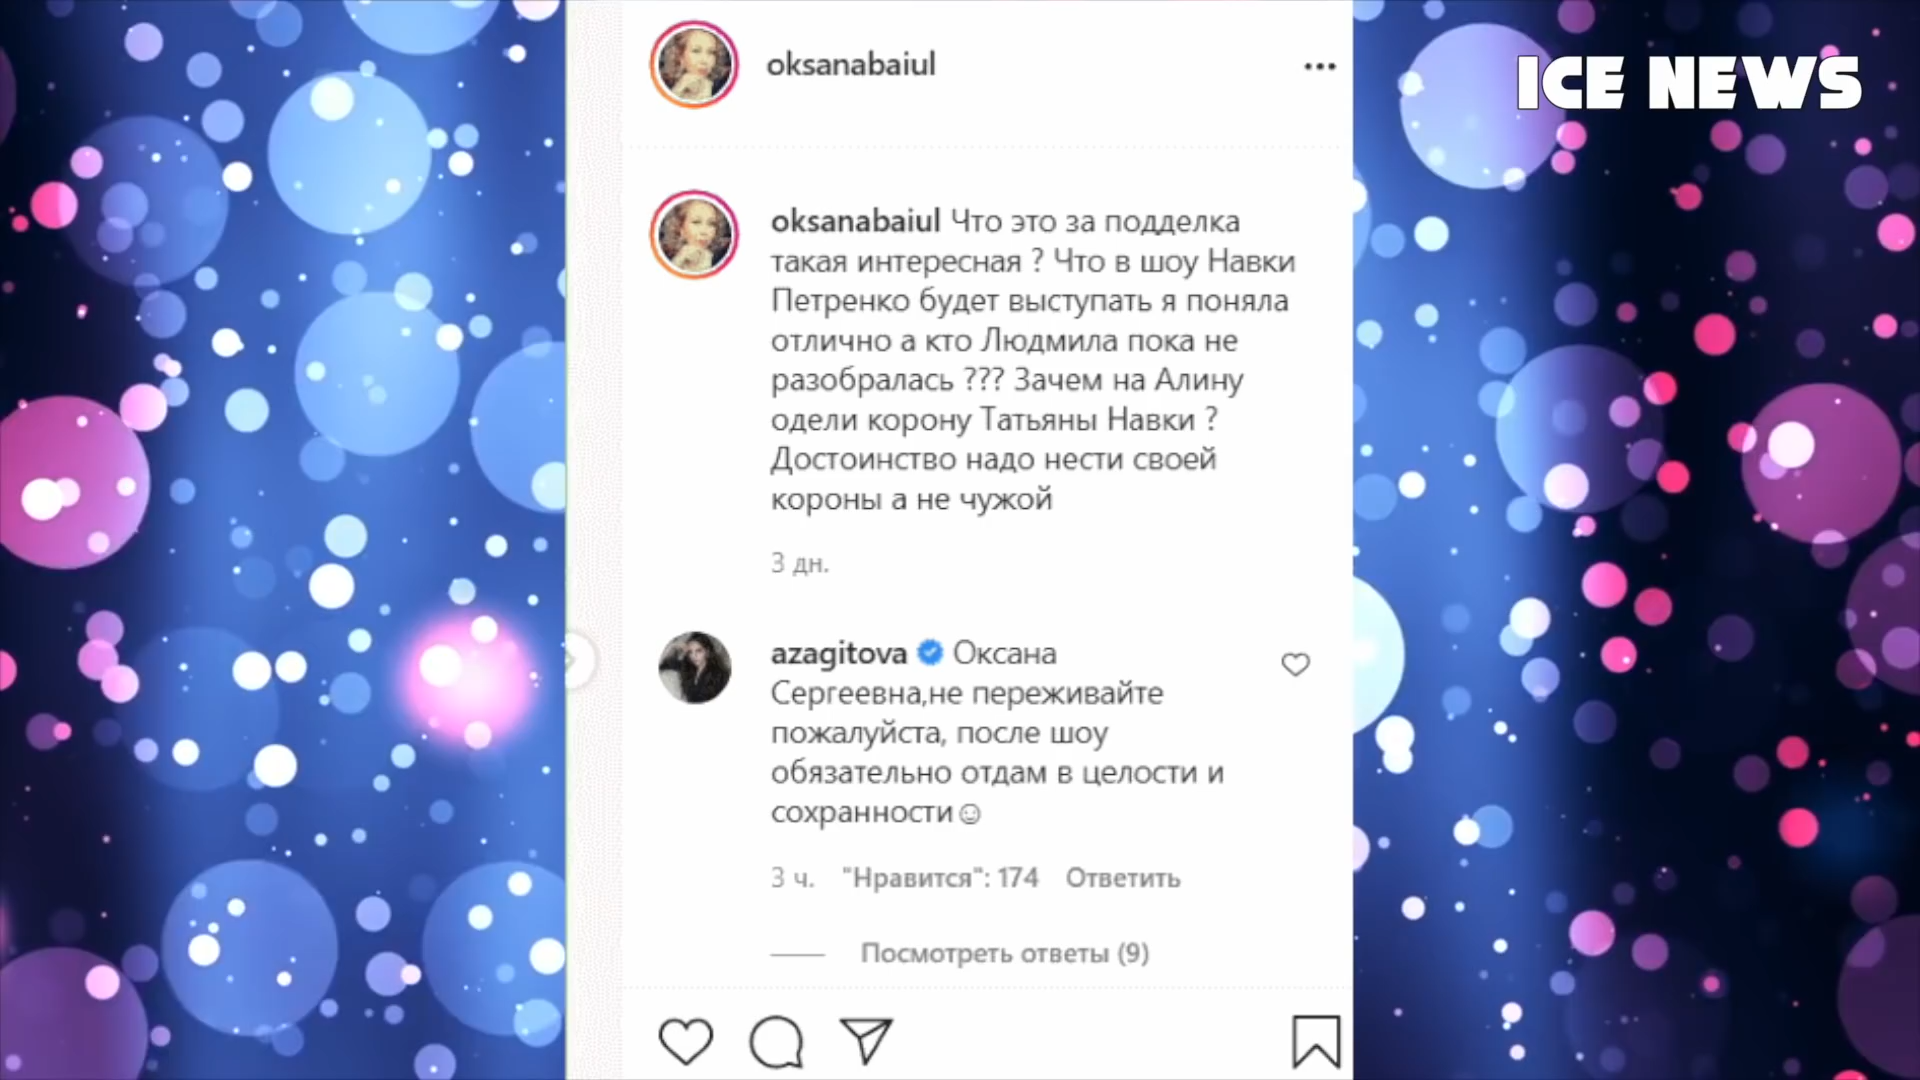 oksanabaiul
ICE NEWS
oksanabaiul Что это за подделка
такая интересная ? Что в шоу Навки
Петренко будет выступать я поняла
отлично а кто Людмила пока не
разобралась ??? Зачем на Алину
одели корону Татьяны Навки ?
Достоинство надо нести своей
короны а не чужой
3 дн.
azagitova Оксана
Сергеевна,не переживайте
пожалуйста, после шоу
обязательно отдам в целости и
сохранности☺
3 ч. "Нравится": 174 Ответить
Посмотреть ответы (9)